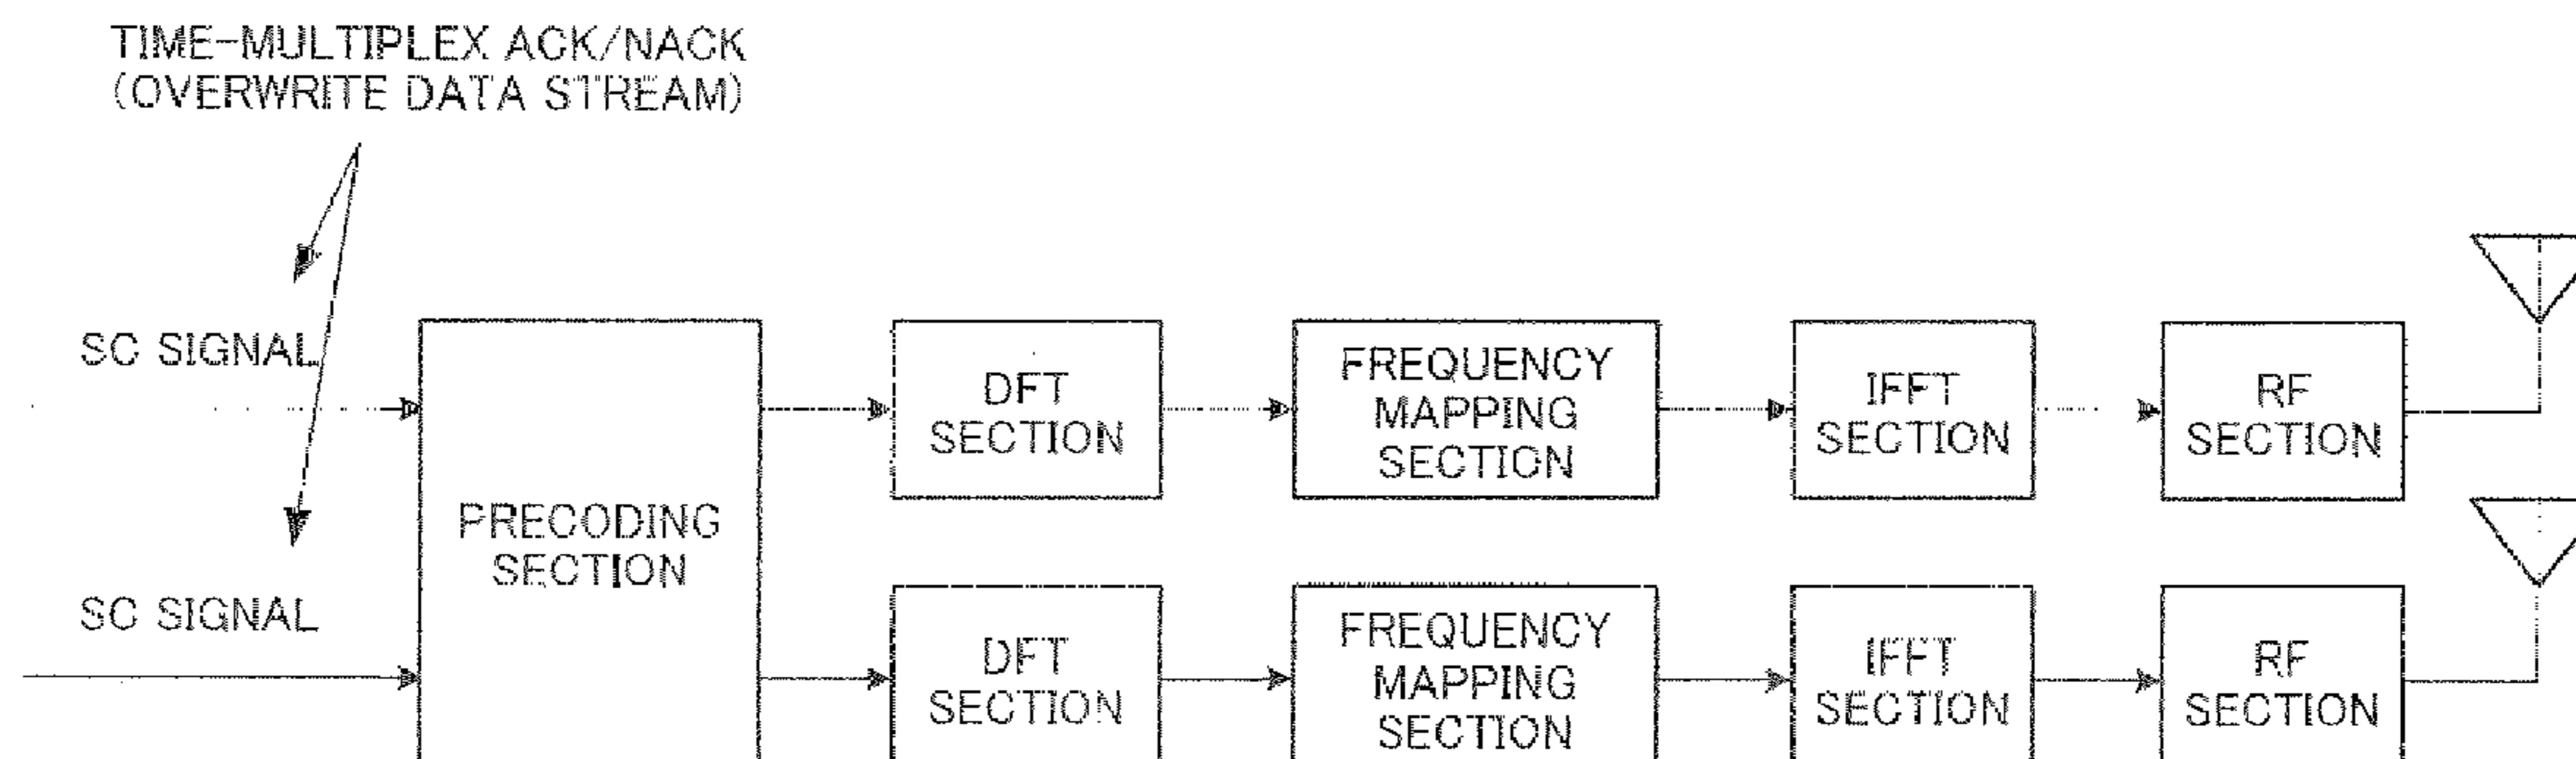 TIME-MULTIPLEX ACK/NACK
(OVERWRITE DATA STREAM)
SC SIGNAL
PRECODING
SECTION
DFT
SECTION
FREQUENCY
MAPPING
SECTION
IFFT
SECTION
RF
SECTION
SC SIGNAL
DFT
SECTION
FREQUENCY
MAPPING
SECTION
IFFT
SECTION
RF
SECTION